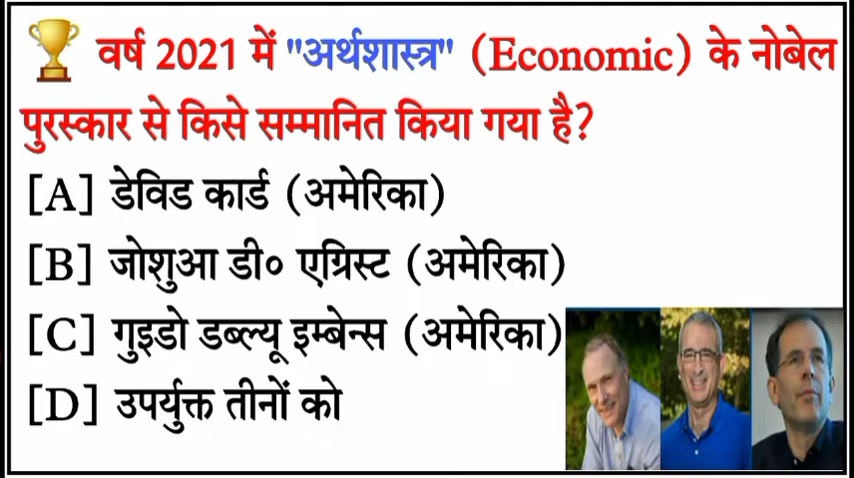 वर्ष 2021 में "अर्थशास्त्र" (Economic) के नोबेल
पुरस्कार से किसे सम्मानित किया गया है?
[A] डेविड कार्ड (अमेरिका)
[B] जोशुआ डी० एग्रिस्ट (अमेरिका)
[C] गुइडो डब्ल्यू इम्बेन्स (अमेरिका)
[D] उपर्युक्त तीनों को